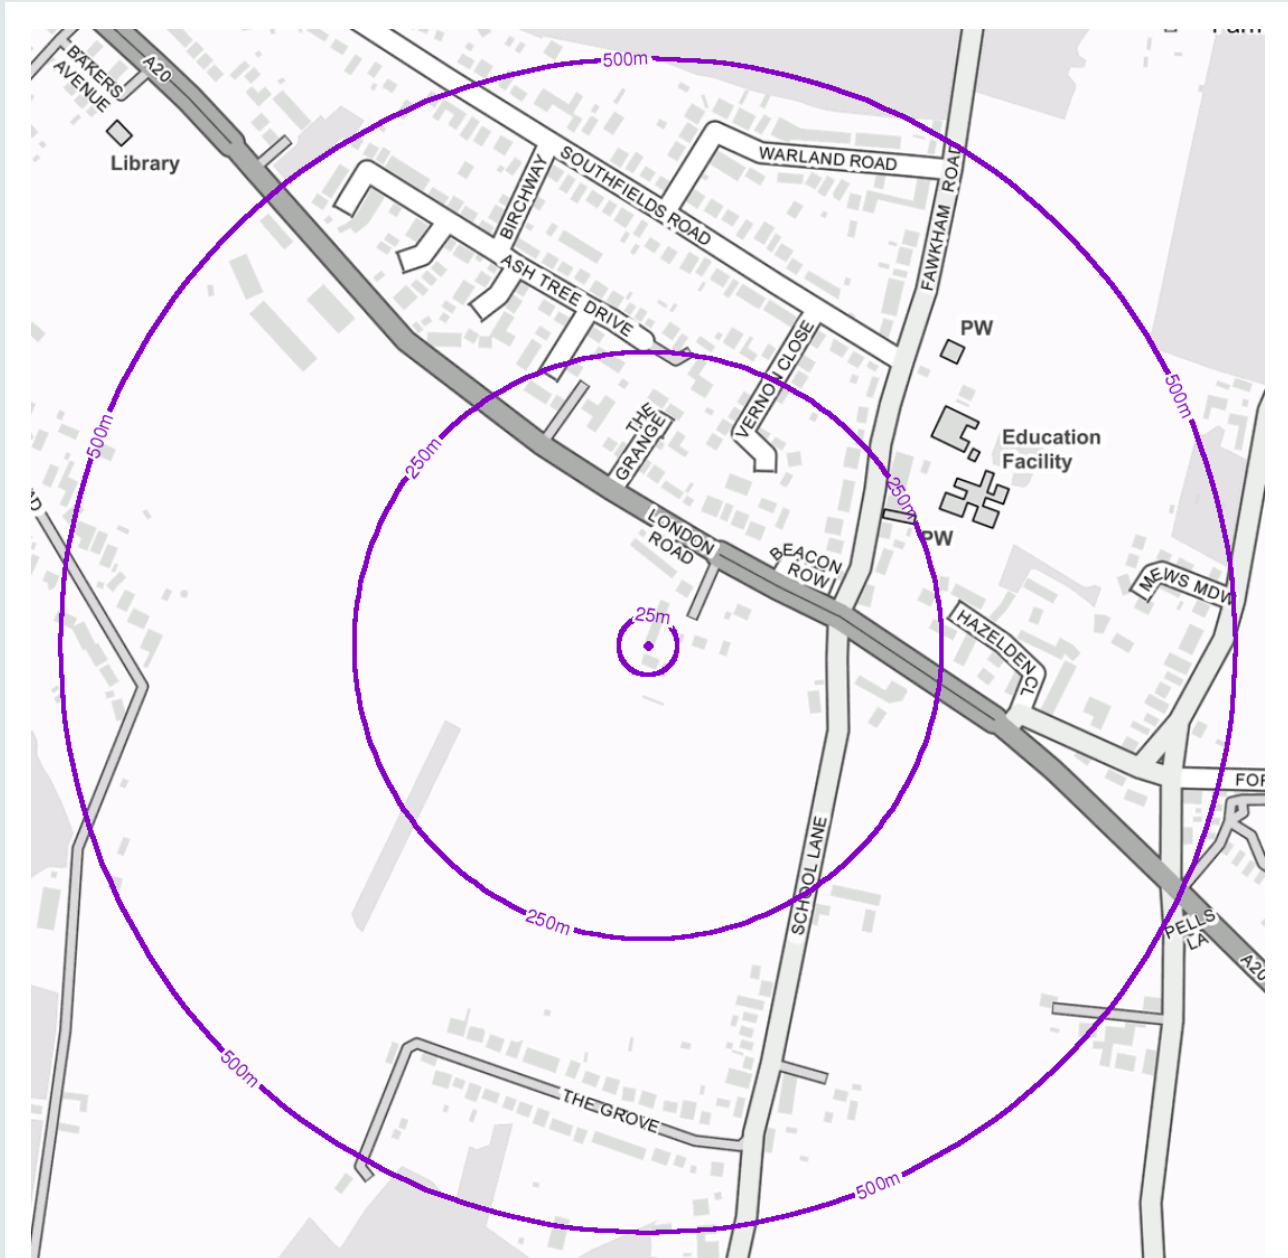 500m
BAKERS
AVENUE
A20
Library
SOUTHFIELDS ROAD
WARLAND ROAD
FAWKHAM ROAD
BIRCHWAY
ASH TREE DRIVE
VERNON CLOSE
PW
500m
500m
250m
THE
GRANGE
Education
Facility
250m
PW
LONDON
ROAD
BEACON
ROW
MEWS MDW
HAZELDEN CL
25m
SCHOOL LANE
250m
PELLS
LA
A20
500m
THE GROVE
500m